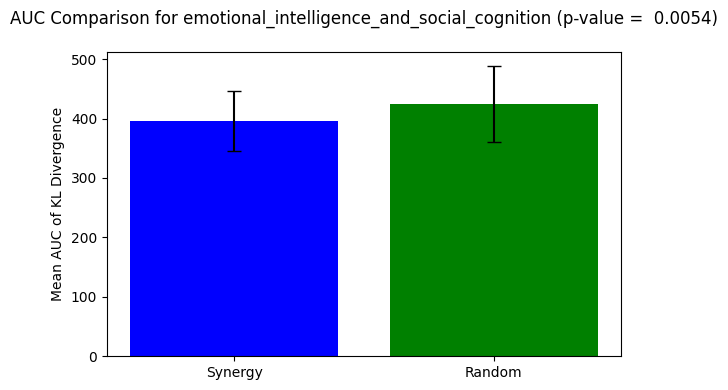 AUC Comparison for emotional_intelligence_and_social_cognition (p-value =  0.0054)
Mean AUC of KL Divergence
500
400
300
200
100
0
Synergy
Random